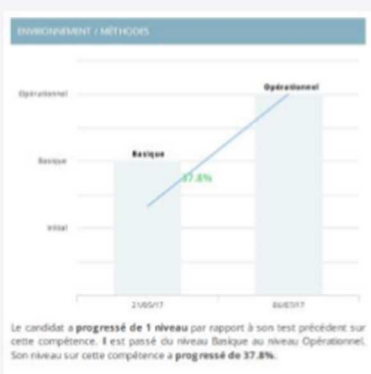 ENVIRONNEMENT / MÉTHODES
Opérationnel
Opérationnel
Basique
Basique
37.8%
Initial
21/05/17
06/07/17
Le candidat a progressé de 1 niveau par rapport à son test précédent sur
cette compétence. Il est passé du niveau Basique au niveau Opérationnel.
Son niveau sur cette compétence a progressé de 37.8%.